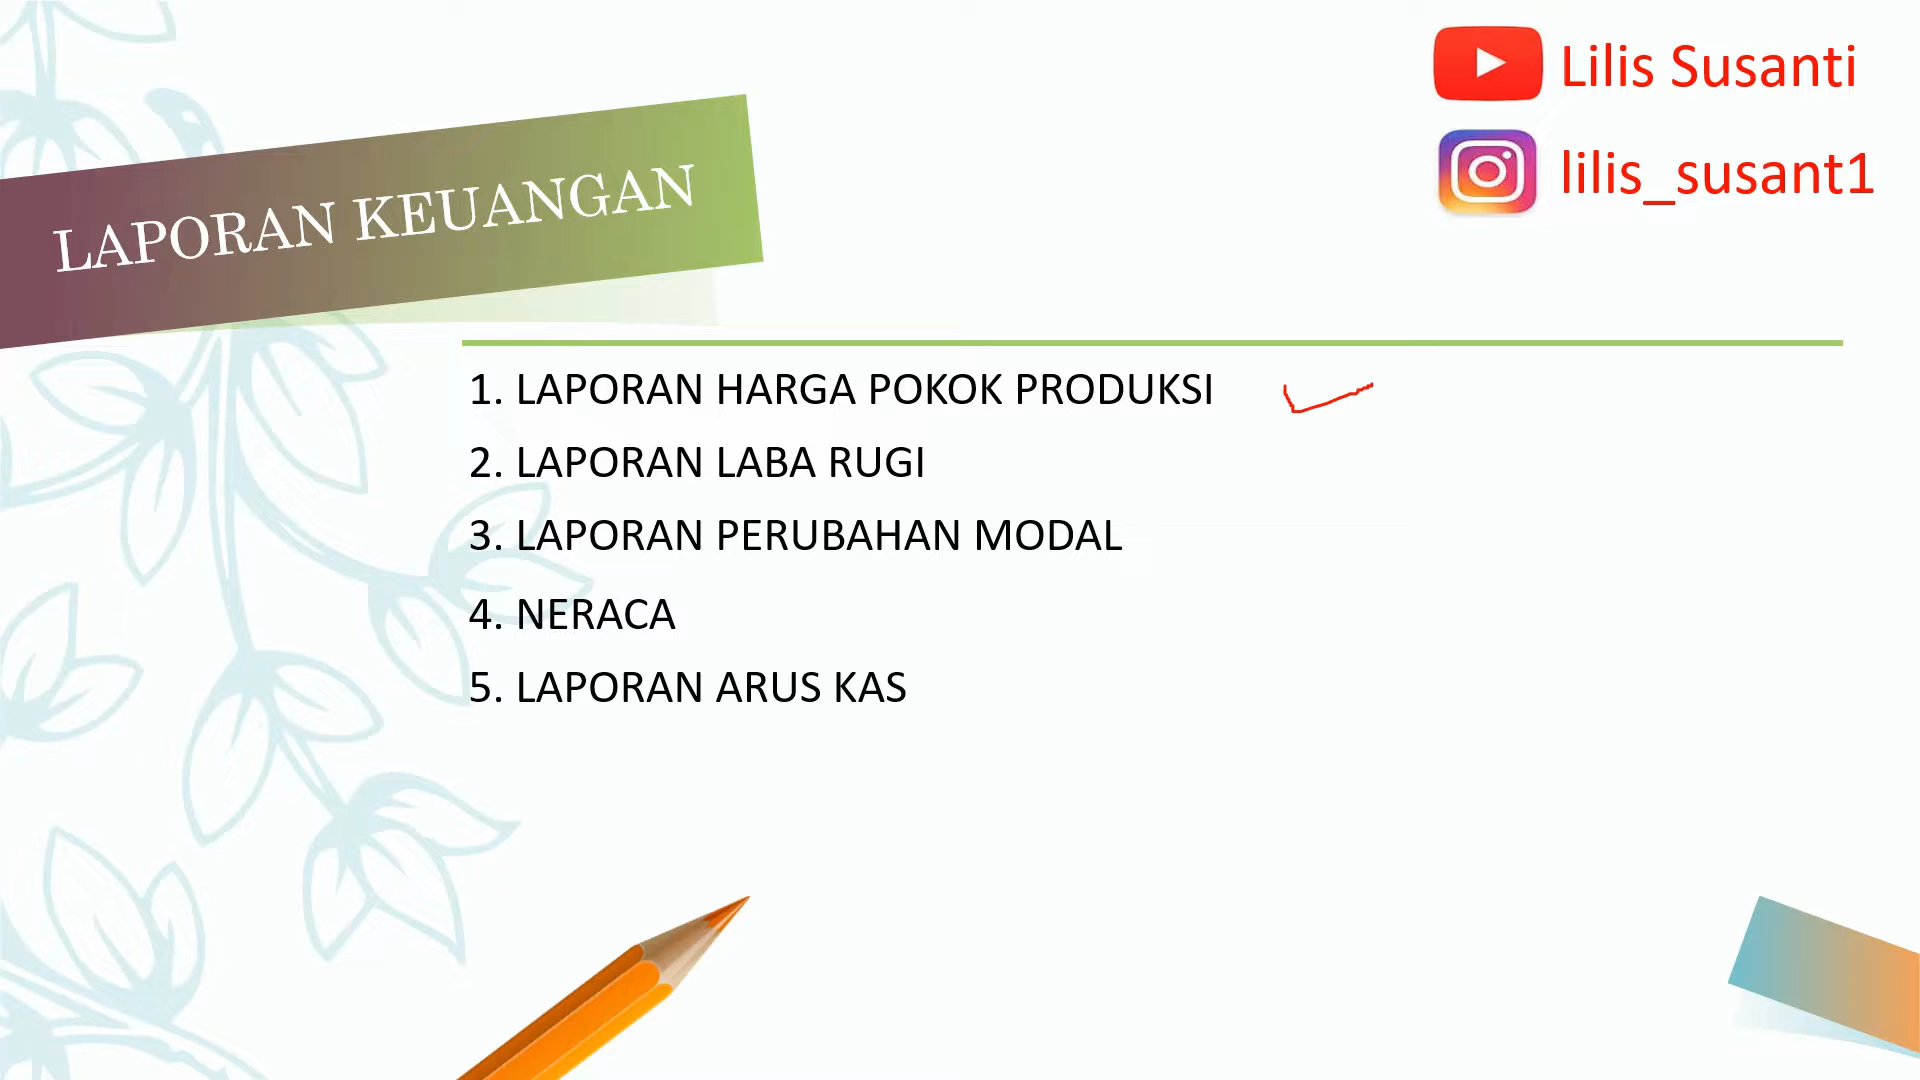 Lilis Susanti
lilis_susant1
LAPORAN KEUANGAN
1. LAPORAN HARGA POKOK PRODUKSI
2. LAPORAN LABA RUGI
3. LAPORAN PERUBAHAN MODAL
4. NERACA
5. LAPORAN ARUS KAS